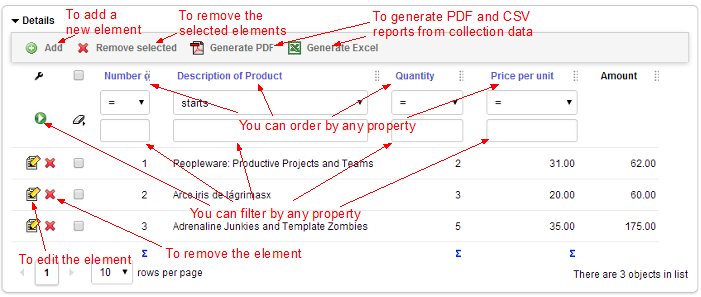 To add a
new element
To remove the
selected elements
To generate PDF and CSV
reports from collection data
Details
Add Remove selected Generate PDF Generate Excel
Number Description of Product Quantity Price per unit Amount
= starts = =
You can order by any property
1 Peopleware: Productive Projects and Teams 2 31.00 62.00
2 Arco iris de lágrimasx 3 20.00 60.00
You can filter by any property
3 Adrenaline Junkies and Template Zombies 5 35.00 175.00
Σ Σ Σ
To edit the element
To remove the element
1 10 rows per page
There are 3 objects in list